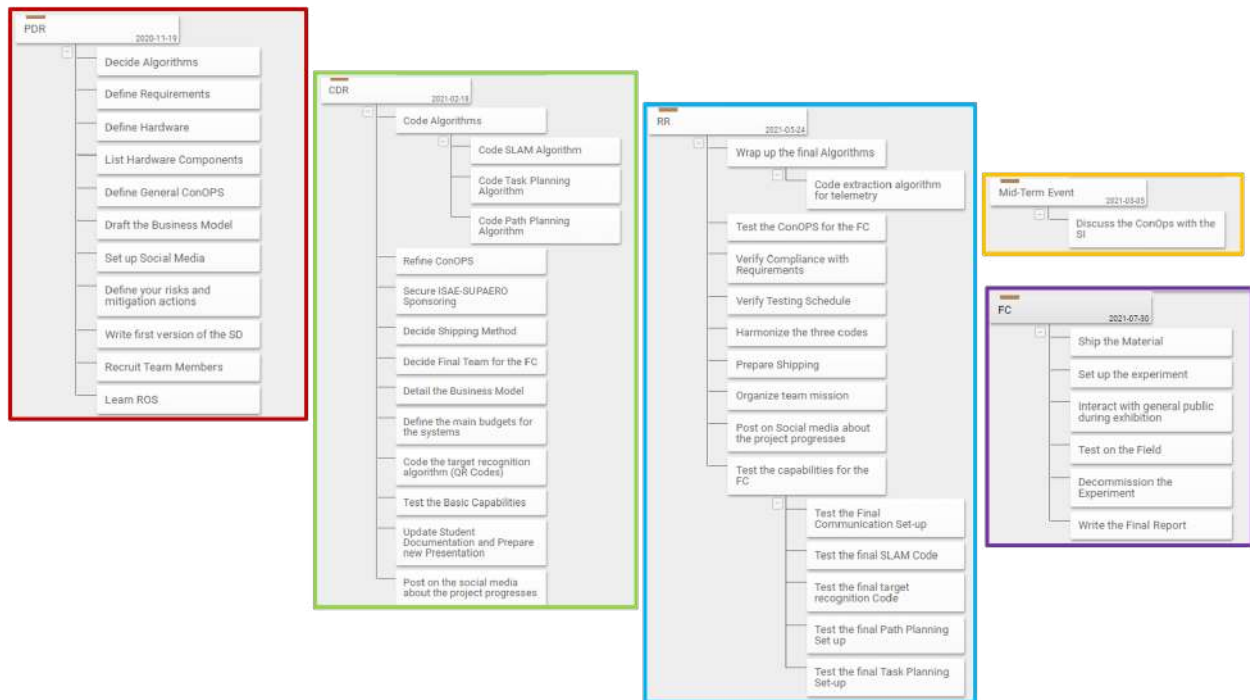 PDR
2020-11-19
Decide Algorithms
Define Requirements
Define Hardware
List Hardware Components
Define General ConOPS
Draft the Business Model
Set up Social Media
Define your risks and
mitigation actions
Write first version of the SD
Recruit Team Members
Learn ROS
CDR
2021-02-19
Code Algorithms
Code SLAM Algorithm
Code Task Planning
Algorithm
Code Path Planning
Algorithm
Refine ConOPS
Secure ISAE-SUPAERO
Sponsoring
Decide Shipping Method
Decide Final Team for the FC
Detail the Business Model
Define the main budgets for
the systems
Code the target recognition
algorithm (QR Codes)
Test the Basic Capabilities
Update Student
Documentation and Prepare
new Presentation
Post on the social media
about the project progresses
RR
2021-05-24
Wrap up the final Algorithms
Code extraction algorithm
for telemetry
Test the ConOPS for the FC
Verify Compliance with
Requirements
Verify Testing Schedule
Harmonize the three codes
Prepare Shipping
Organize team mission
Post on Social media about
the project progresses
Test the capabilities for the
FC
Test the Final
Communication Set-up
Test the final SLAM Code
Test the final target
recognition Code
Test the final Path Planning
Set up
Test the final Task Planning
Set-up
Mid-Term Event
Discuss the ConOps with the
SI
FC
2021-07-30
Ship the Material
Set up the experiment
Interact with general public
during exhibition
Test on the Field
Decommission the
Experiment
Write the Final Report